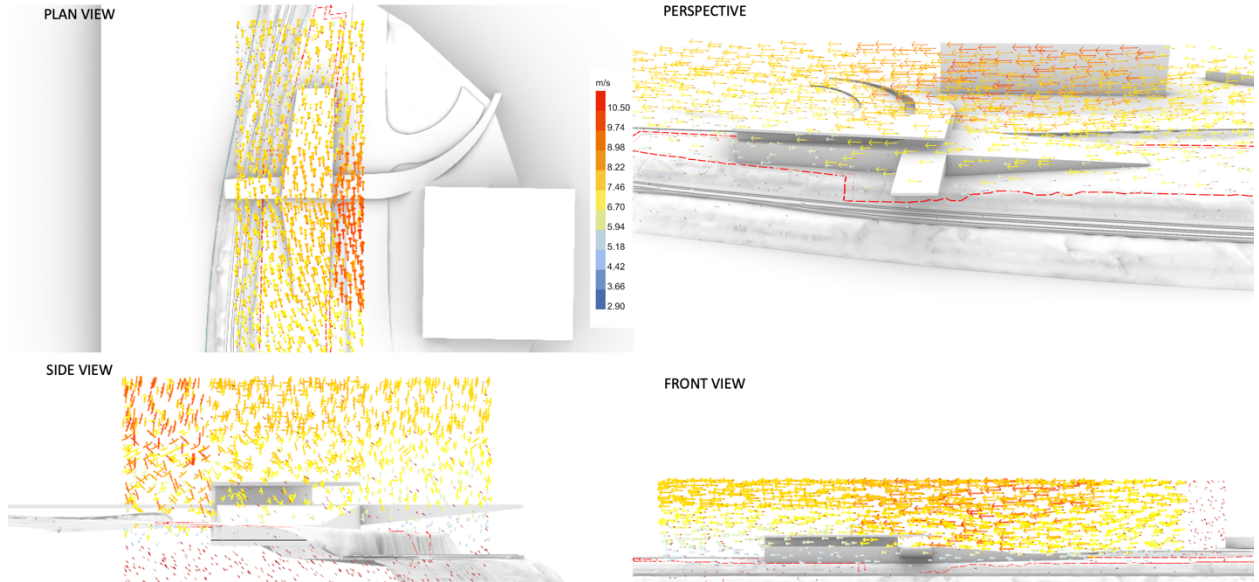 PLAN VIEW
PERSPECTIVE
m/s
10.50
9.74
8.98
8.22
7.46
6.70
5.94
5.18
4.42
3.66
2.90
SIDE VIEW
FRONT VIEW